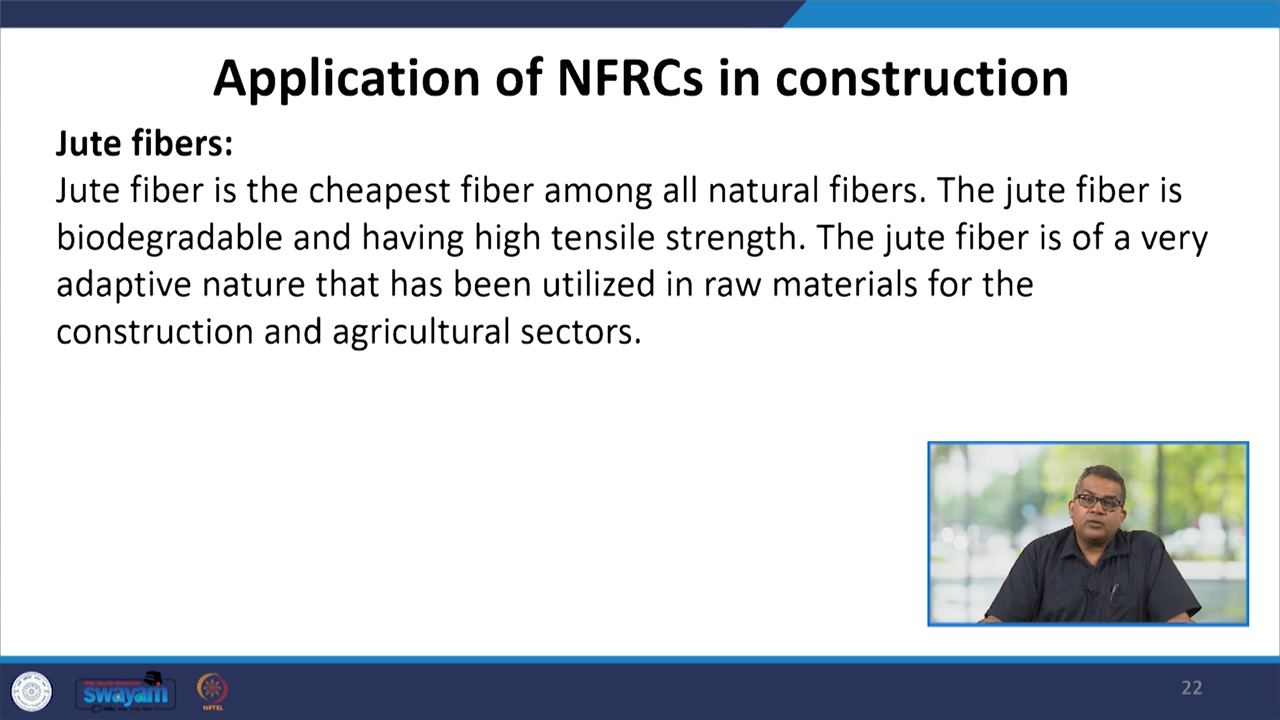 Application of NFRCs in construction
Jute fibers:
Jute fiber is the cheapest fiber among all natural fibers. The jute fiber is
biodegradable and having high tensile strength. The jute fiber is of a very
adaptive nature that has been utilized in raw materials for the
construction and agricultural sectors.
swayam
NPTEL
22